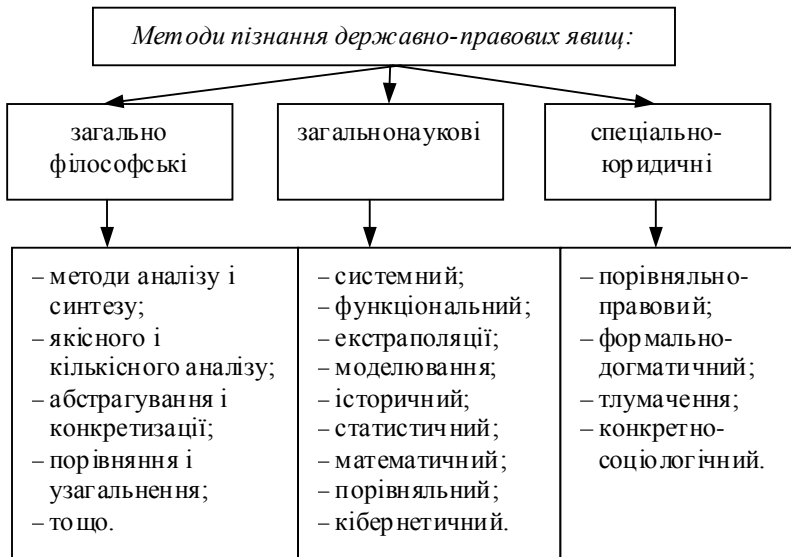 Методи пізнання державно-правових явищ:
загально
філософські
загальнонаукові
спеціально-
юридичні
– методи аналізу і
синтезу;
– якісного і
кількісного аналізу;
– абстрагування і
конкретизації;
– порівняння і
узагальнення;
– тощо.
– системний;
– функціональний;
– екстраполяції;
– моделювання;
– історичний;
– статистичний;
– математичний;
– порівняльний;
– кібернетичний.
– порівняльно-
правовий;
– формально-
догматичний;
– тлумачення;
– конкретно-
соціологічний.